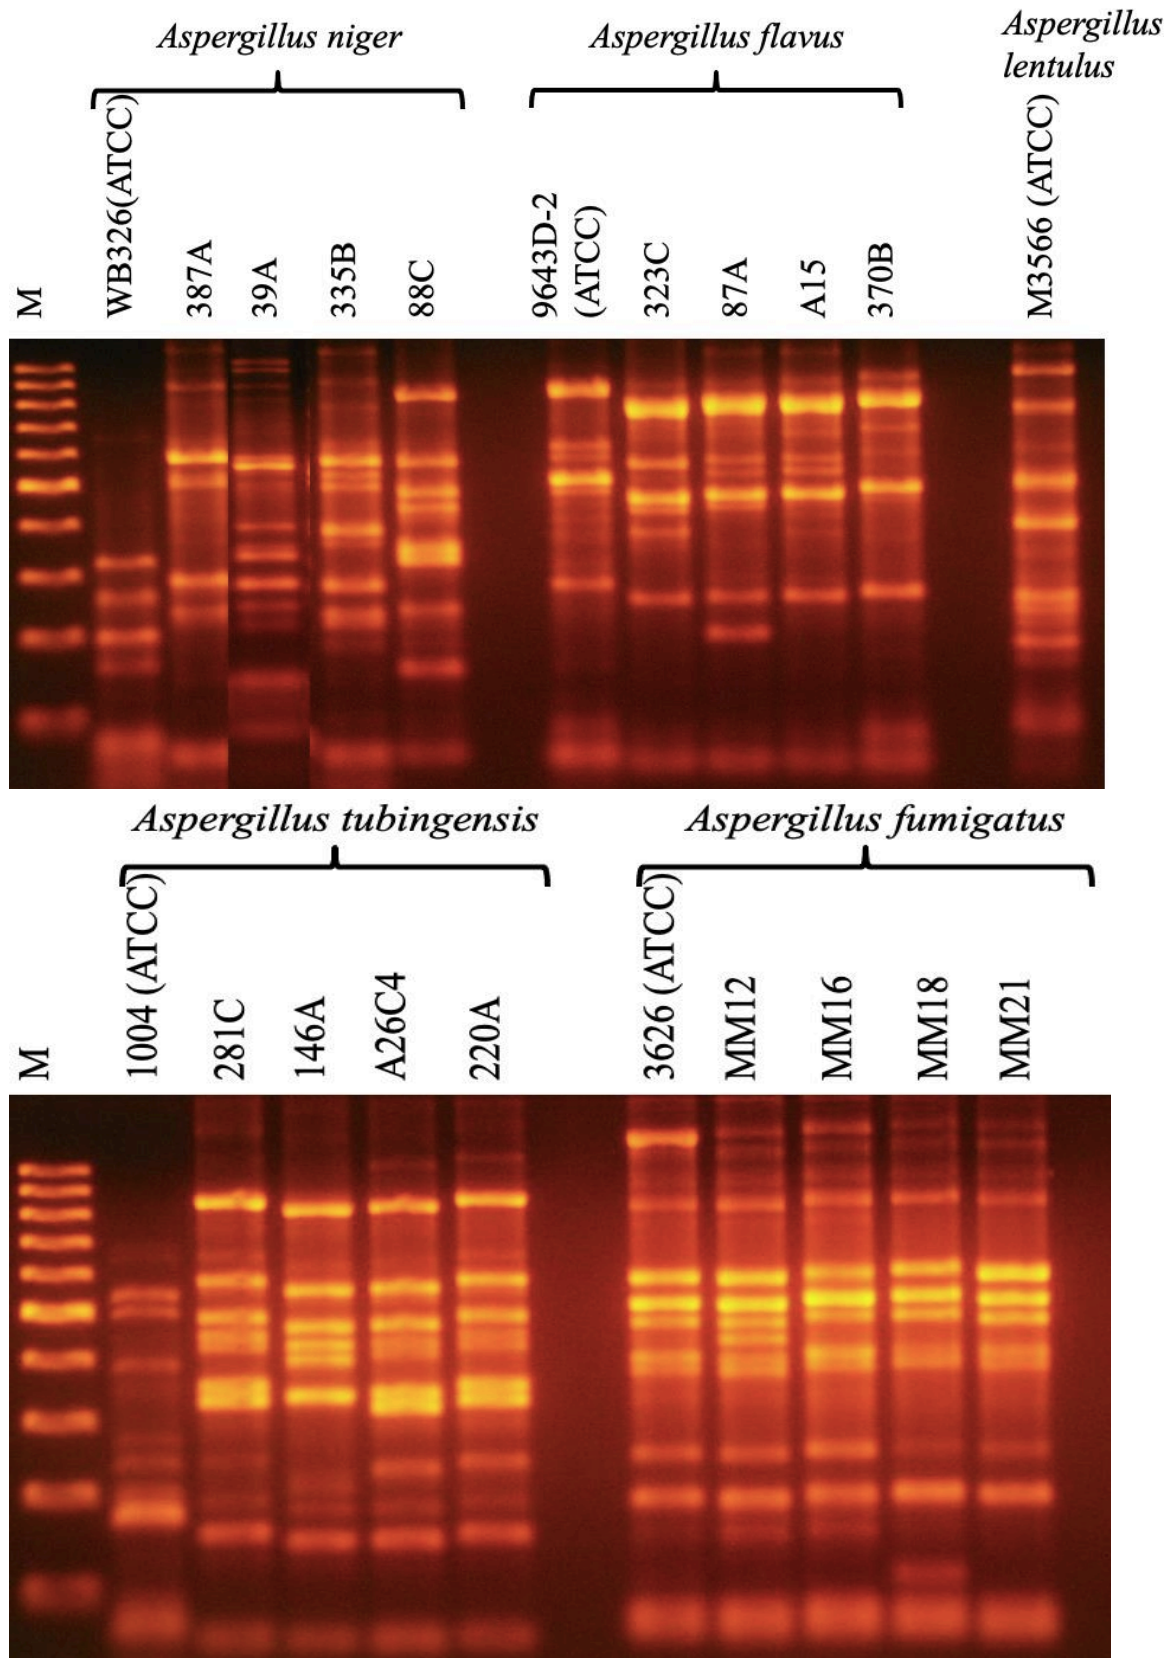 Aspergillus niger
Aspergillus flavus
Aspergillus
lentulus
M
WB326(ATCC)
387A
39A
335B
88C
9643D-2
(ATCC)
323C
87A
A15
370B
M3566 (ATCC)
Aspergillus tubingensis
Aspergillus fumigatus
M
1004 (ATCC)
281C
146A
A26C4
220A
3626 (ATCC)
MM12
MM16
MM18
MM21